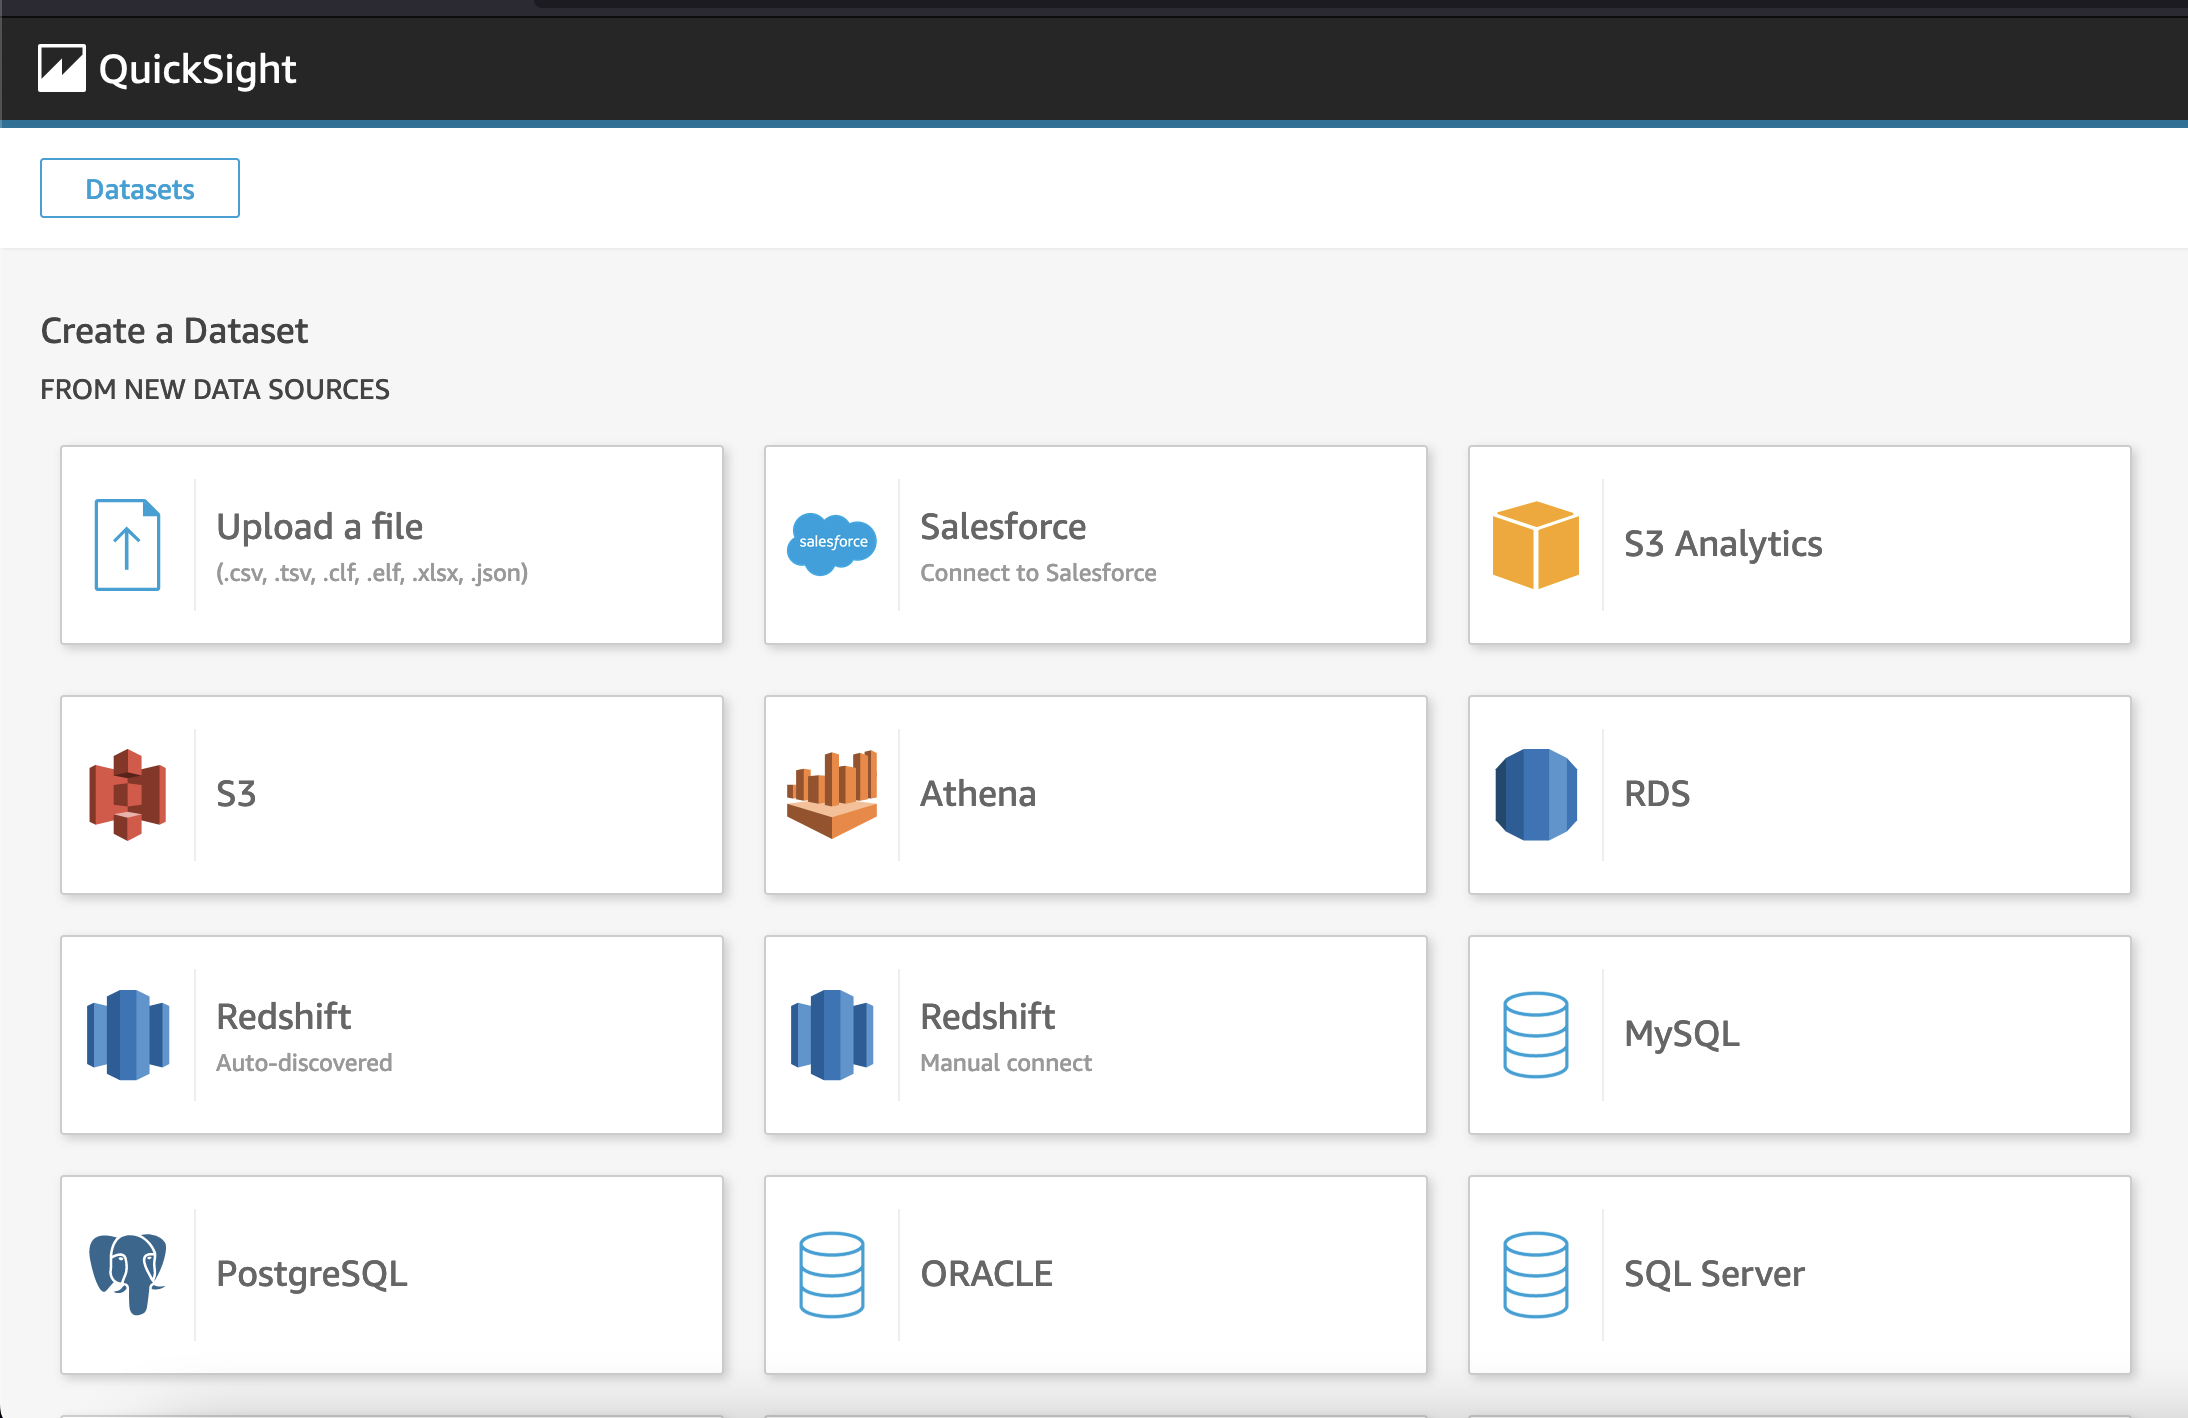 QuickSight
Datasets
Create a Dataset
FROM NEW DATA SOURCES
Upload a file
(.csv, .tsv, .clf, .elf, .xlsx, .json)
salesforce
Salesforce
Connect to Salesforce
S3 Analytics
S3
Athena
RDS
Redshift
Auto-discovered
Redshift
Manual connect
MySQL
PostgreSQL
ORACLE
SQL Server